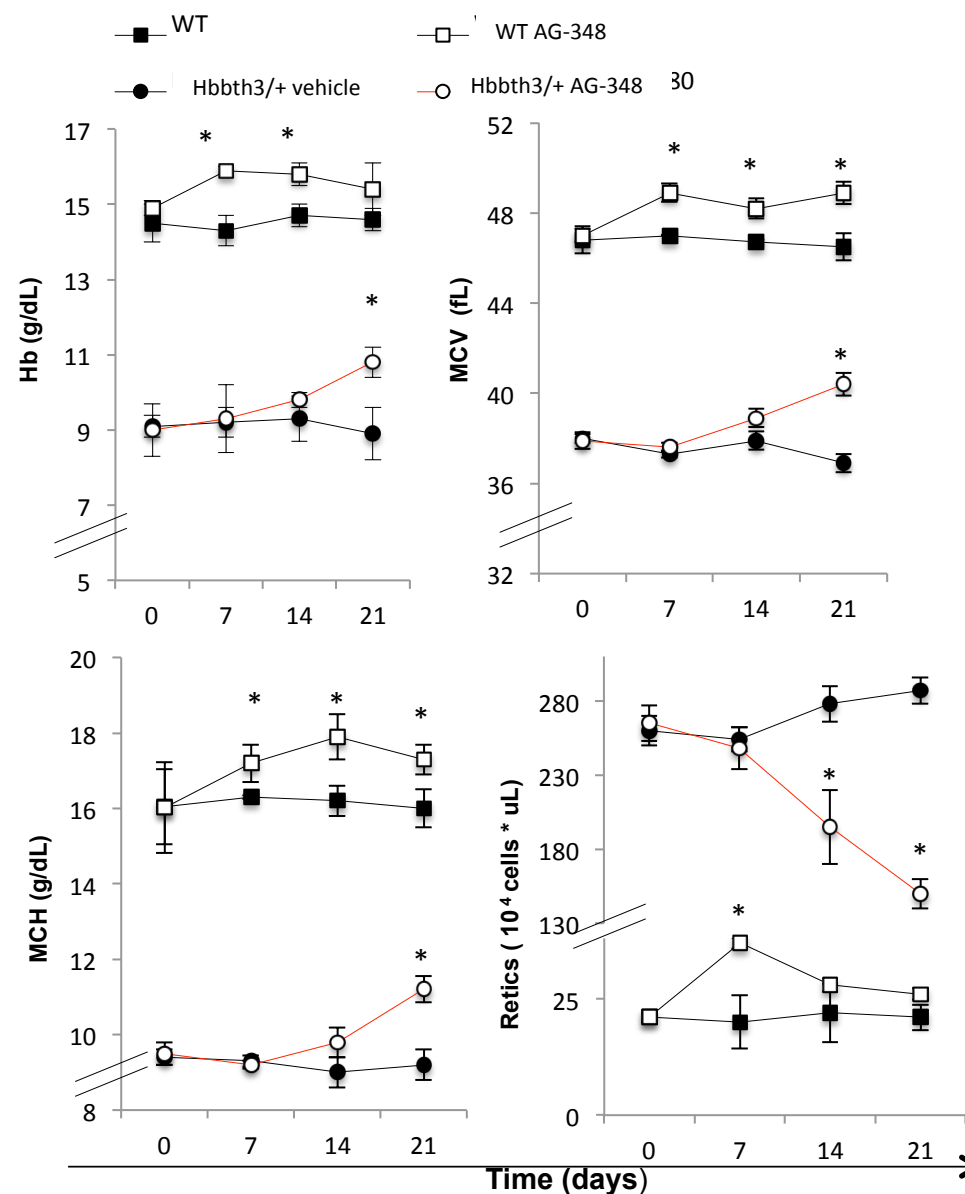 WT
WT AG-348
Hbbth3/+ vehicle
Hbbth3/+ AG-348
80
17
15
13
11
9
7
5
Hb (g/dL)
* * *
0 7 14 21
52
48
44
40
36
32
MCV (fL)
* * * *
0 7 14 21
20
18
16
14
12
10
8
MCH (g/dL)
* * * *
0 7 14 21
280
230
180
130
25
0
Retics ( 10⁴ cells * uL)
* * *
0 7 14 21
Time (days)